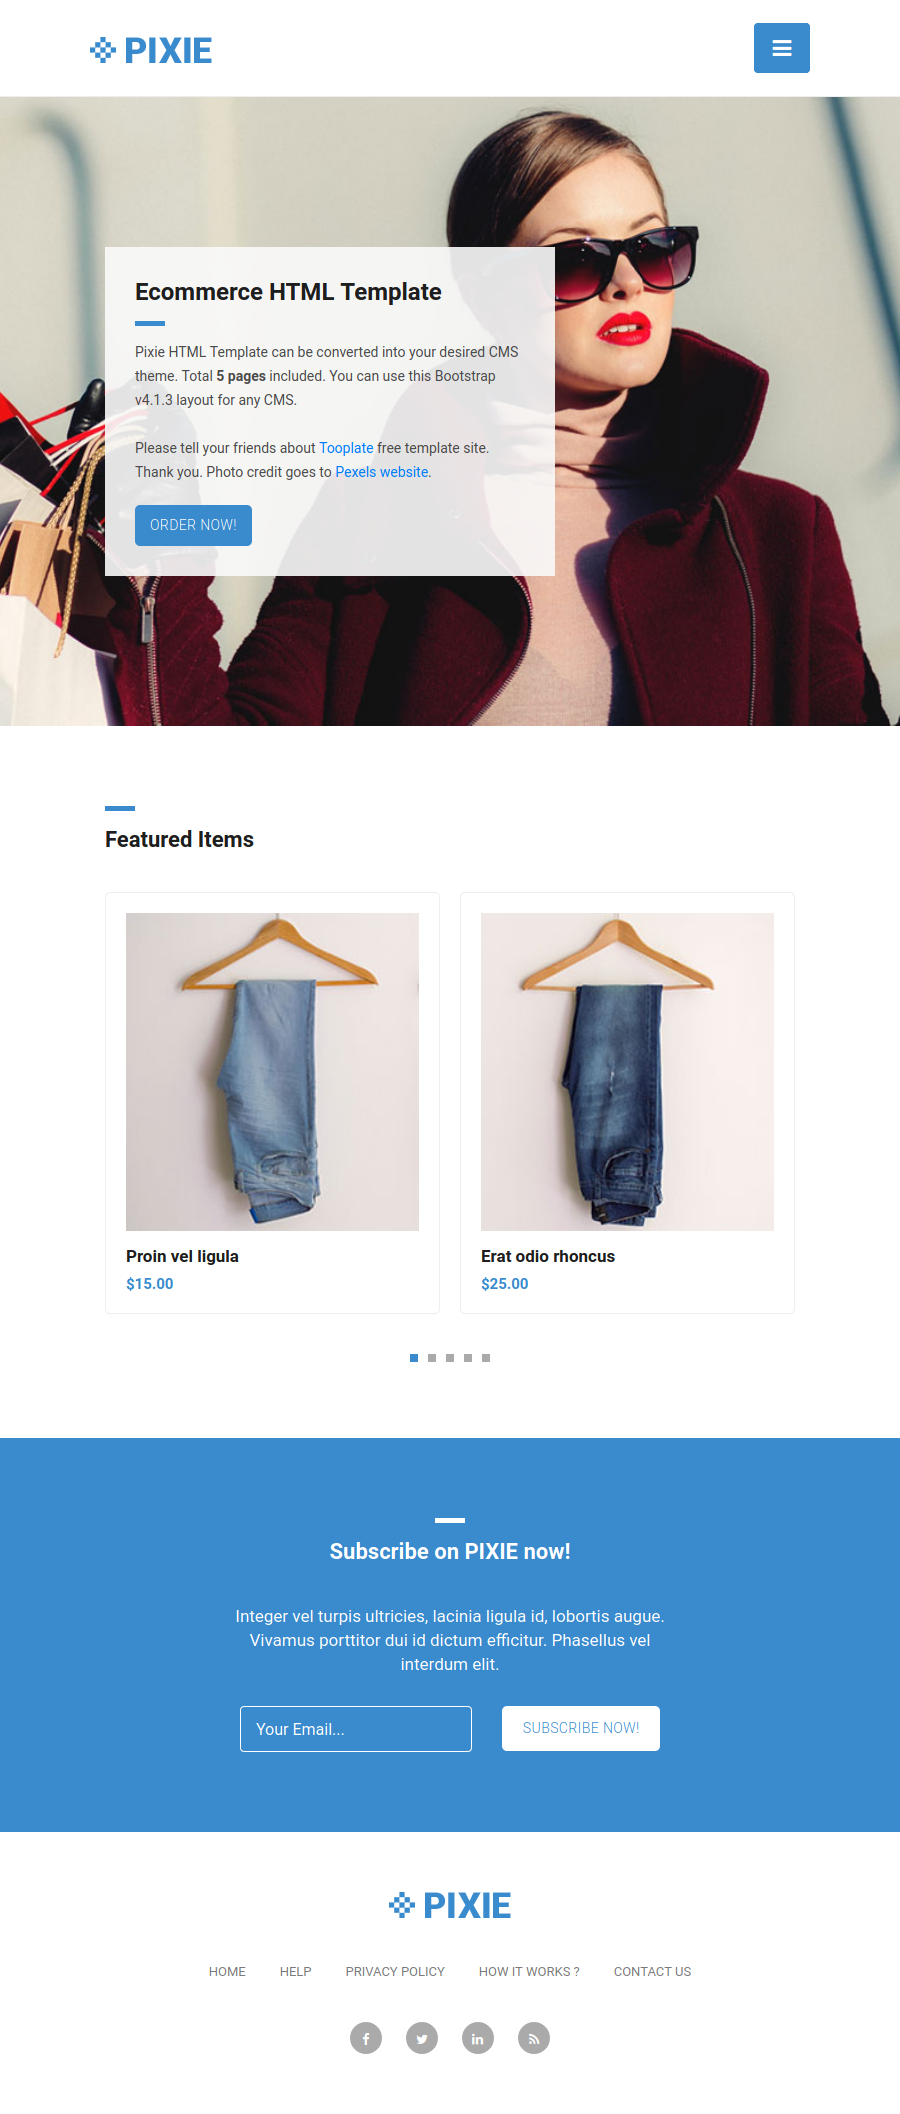 PIXIE
Ecommerce HTML Template
Pixie HTML Template can be converted into your desired CMS
theme. Total 5 pages included. You can use this Bootstrap
v4.1.3 layout for any CMS.
Please tell your friends about Tooplate free template site.
Thank you. Photo credit goes to Pexels website.
ORDER NOW!
Featured Items
Proin vel ligula
$15.00
Erat odio rhoncus
$25.00
Subscribe on PIXIE now!
Integer vel turpis ultricies, lacinia ligula id, lobortis augue.
Vivamus porttitor dui id dictum efficitur. Phasellus vel
interdum elit.
Your Email...
SUBSCRIBE NOW!
PIXIE
HOME HELP PRIVACY POLICY HOW IT WORKS ? CONTACT US